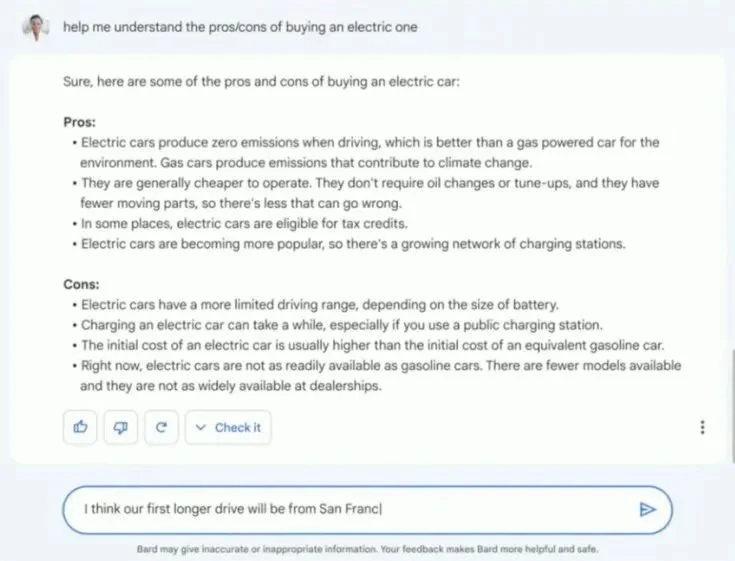 help me understand the pros/cons of buying an electric one
Sure, here are some of the pros and cons of buying an electric car:
Pros:
• Electric cars produce zero emissions when driving, which is better than a gas powered car for the
environment. Gas cars produce emissions that contribute to climate change.
• They are generally cheaper to operate. They don't require oil changes or tune-ups, and they have
fewer moving parts, so there's less that can go wrong.
• In some places, electric cars are eligible for tax credits.
• Electric cars are becoming more popular, so there's a growing network of charging stations.
Cons:
• Electric cars have a more limited driving range, depending on the size of battery.
• Charging an electric car can take a while, especially if you use a public charging station.
• The initial cost of an electric car is usually higher than the initial cost of an equivalent gasoline car.
• Right now, electric cars are not as readily available as gasoline cars. There are fewer models available
and they are not as widely available at dealerships.
Check it
I think our first longer drive will be from San Franc
Bard may give inaccurate or inappropriate information. Your feedback makes Bard more helpful and safe.